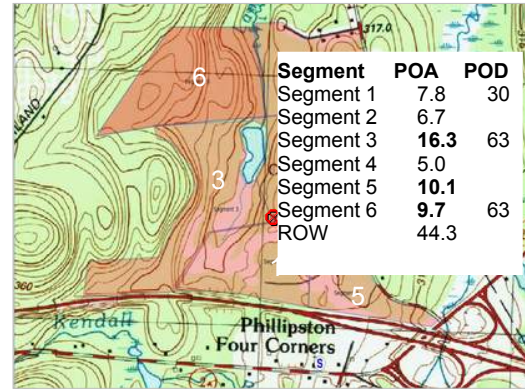 317.0
6
Segment POA POD
Segment 1 7.8 30
Segment 2 6.7
Segment 3 16.3 63
Segment 4 5.0
Segment 5 10.1
Segment 6 9.7 63
ROW 44.3
3
5
360
Kendall
Phillipston
Four Corners
S